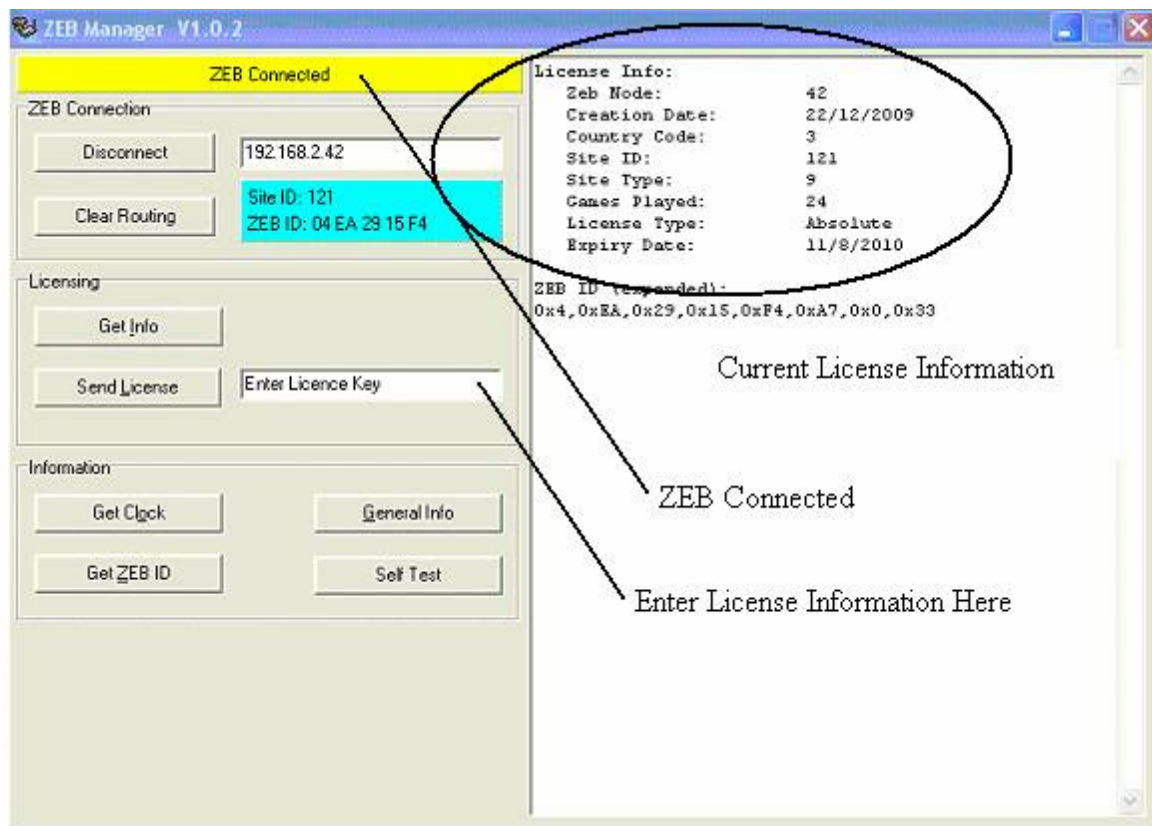 ZEB Manager V1.0.2
ZEB Connected
ZEB Connection
Disconnect
192.168.2.42
Clear Routing
Site ID: 121
ZEB ID: 04 EA 29 15 F4
Licensing
Get Info
Send License
Enter Licence Key
Information
Get Clock
General Info
Get ZEB ID
Self Test
License Info:
Zeb Node: 42
Creation Date: 22/12/2009
Country Code: 3
Site ID: 121
Site Type: 9
Games Played: 24
License Type: Absolute
Expiry Date: 11/8/2010
ZEB ID (expanded):
0x4,0xEA,0x29,0x15,0xF4,0xA7,0x0,0x33
Current License Information
ZEB Connected
Enter License Information Here